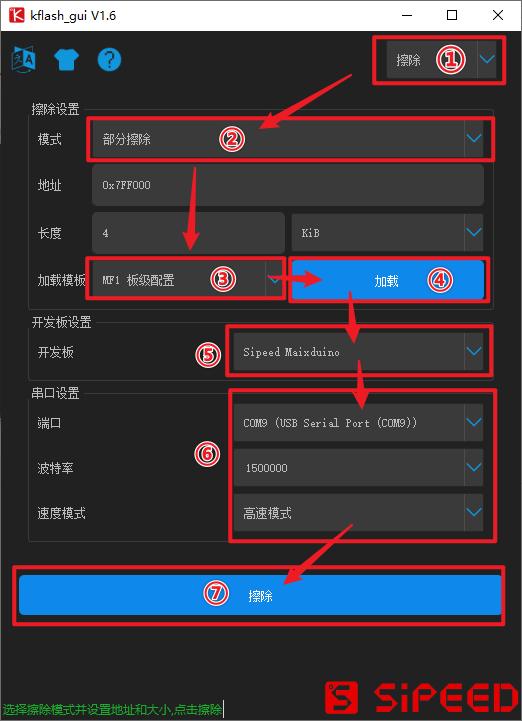 kflash_gui V1.6
擦除 ①
擦除设置
模式 部分擦除 ②
地址 0x7FF000
长度 4 KiB
加载模板 MF1 板级配置 ③ 加载 ④
开发板设置
开发板 ⑤ Sipeed Maixduino
串口设置
端口 COM9 (USB Serial Port (COM9))
波特率 ⑥ 1500000
速度模式 高速模式
⑦ 擦除
SiPEED
选择擦除模式并设置地址和大小,点击擦除